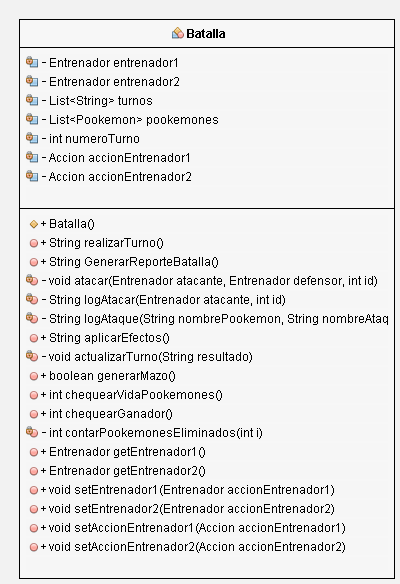 Batalla
- Entrenador entrenador1
- Entrenador entrenador2
- List<String> turnos
- List<Pookemon> pookemones
- int numeroTurno
- Accion accionEntrenador1
- Accion accionEntrenador2
+ Batalla()
+ String realizarTurno()
+ String GenerarReporteBatalla()
- void atacar(Entrenador atacante, Entrenador defensor, int id)
- String logAtacar(Entrenador atacante, int id)
- String logAtaque(String nombrePookemon, String nombreAtaq
+ String aplicarEfectos()
- void actualizarTurno(String resultado)
+ boolean generarMazo()
+ int chequearVidaPookemones()
+ int chequearGanador()
- int contarPookemonesEliminados(int i)
+ Entrenador getEntrenador1()
+ Entrenador getEntrenador2()
+ void setEntrenador1(Entrenador accionEntrenador1)
+ void setEntrenador2(Entrenador accionEntrenador2)
+ void setAccionEntrenador1(Accion accionEntrenador1)
+ void setAccionEntrenador2(Accion accionEntrenador2)